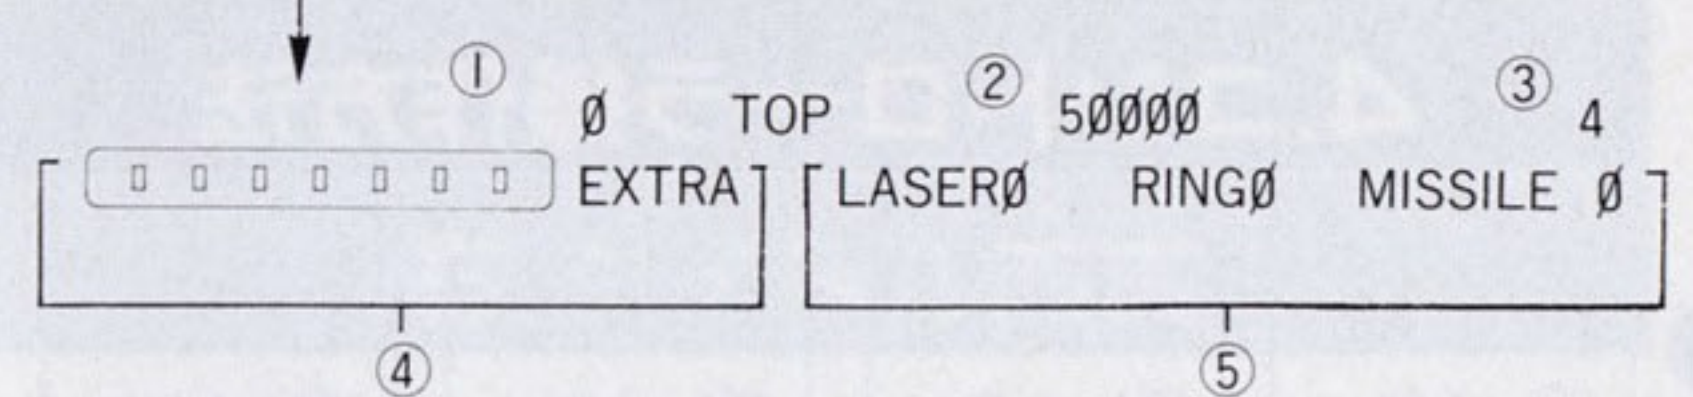 ① ② ③
Ø TOP 5ØØØØ 4
▯ ▯ ▯ ▯ ▯ ▯ ▯ EXTRA LASERØ RINGØ MISSILE Ø
④ ⑤